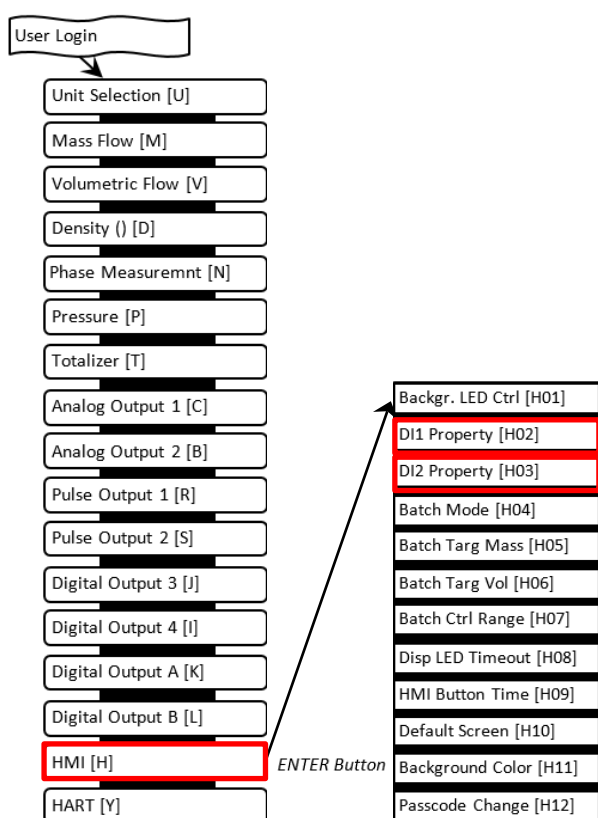 User Login
Unit Selection [U]
Mass Flow [M]
Volumetric Flow [V]
Density () [D]
Phase Measuremnt [N]
Pressure [P]
Totalizer [T]
Analog Output 1 [C]
Analog Output 2 [B]
Pulse Output 1 [R]
Pulse Output 2 [S]
Digital Output 3 [J]
Digital Output 4 [I]
Digital Output A [K]
Digital Output B [L]
HMI [H]
HART [Y]
ENTER Button
Backgr. LED Ctrl [H01]
DI1 Property [H02]
DI2 Property [H03]
Batch Mode [H04]
Batch Targ Mass [H05]
Batch Targ Vol [H06]
Batch Ctrl Range [H07]
Disp LED Timeout [H08]
HMI Button Time [H09]
Default Screen [H10]
Background Color [H11]
Passcode Change [H12]